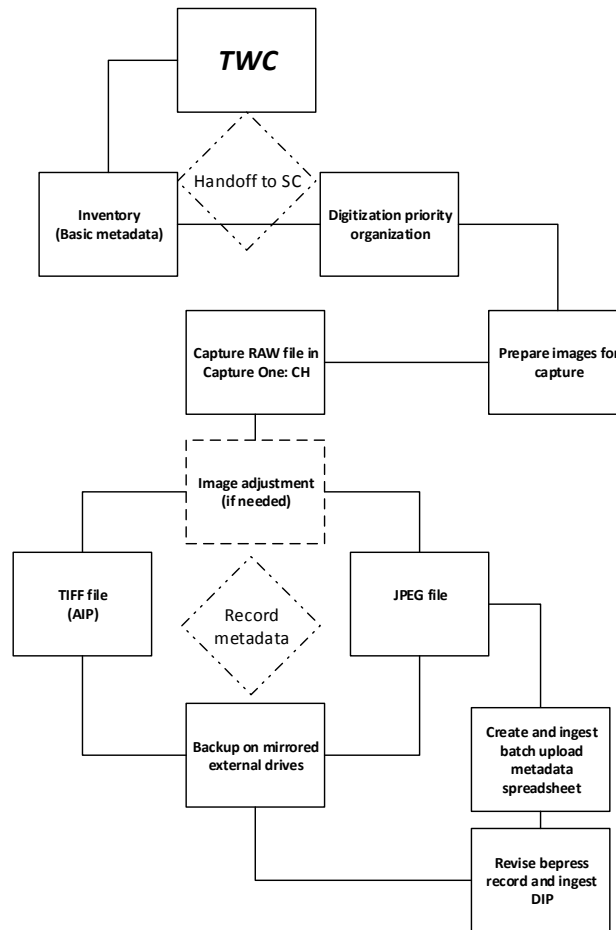 TWC
Handoff to SC
Inventory
(Basic metadata)
Digitization priority
organization
Capture RAW file in
Capture One: CH
Prepare images for
capture
Image adjustment
(if needed)
TIFF file
(AIP)
JPEG file
Record
metadata
Backup on mirrored
external drives
Create and ingest
batch upload
metadata
spreadsheet
Revise bepress
record and ingest
DIP